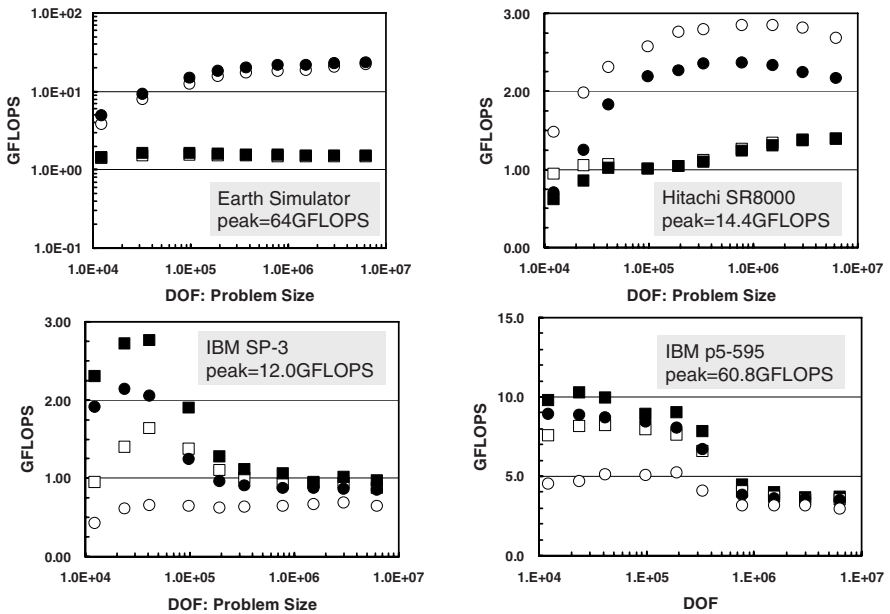 1.0E+02
1.0E+01
1.0E+00
1.0E-01
GFLOPS
Earth Simulator
peak=64GFLOPS
1.0E+04 1.0E+05 1.0E+06 1.0E+07
DOF: Problem Size
3.00
2.00
1.00
0.00
GFLOPS
Hitachi SR8000
peak=14.4GFLOPS
1.0E+04 1.0E+05 1.0E+06 1.0E+07
DOF: Problem Size
3.00
2.00
1.00
0.00
GFLOPS
IBM SP-3
peak=12.0GFLOPS
1.0E+04 1.0E+05 1.0E+06 1.0E+07
DOF: Problem Size
15.0
10.0
5.0
0.0
GFLOPS
IBM p5-595
peak=60.8GFLOPS
1.E+04 1.E+05 1.E+06 1.E+07
DOF